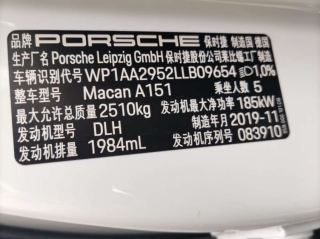 品牌 PORSCHE 保时捷 制造国 德国
生产厂名 Porsche Leipzig GmbH 保时捷股份公司莱比锡工厂制造
车辆识别代号 WP1AA2952LLB09654 1,0%
整车型号 Macan A151 乘坐人数 5
最大允许总质量 2510kg 发动机最大净功率 185kW
发动机型号 DLH 制造年月 2019-11
发动机排量 1984mL 发动机序列号 083910